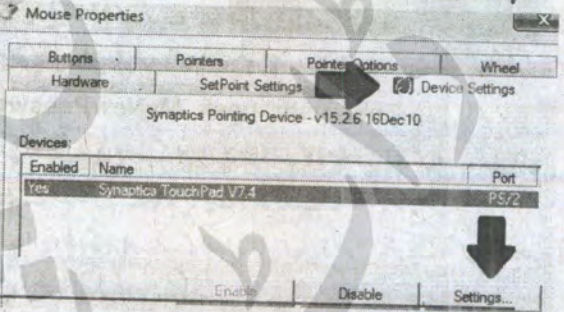 Mouse Properties
Buttons Pointers Pointer Options Wheel
Hardware SetPoint Settings Device Settings
Synaptics Pointing Device - v15.2.6 16Dec10
Devices:
Enabled Name Port
Yes Synaptics TouchPad V7.4 PS/2
Enable Disable Settings...